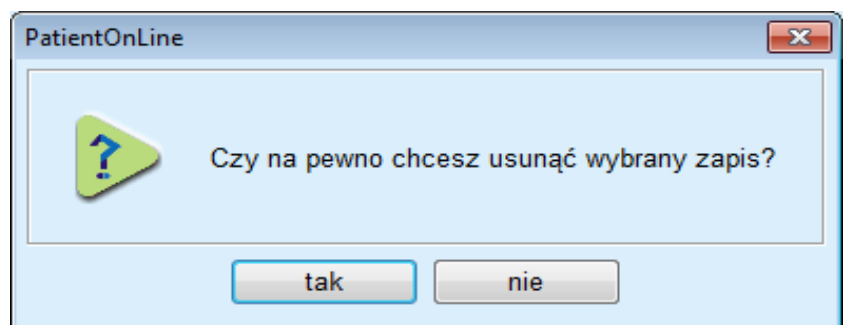 PatientOnLine
Czy na pewno chcesz usunąć wybrany zapis?
tak nie